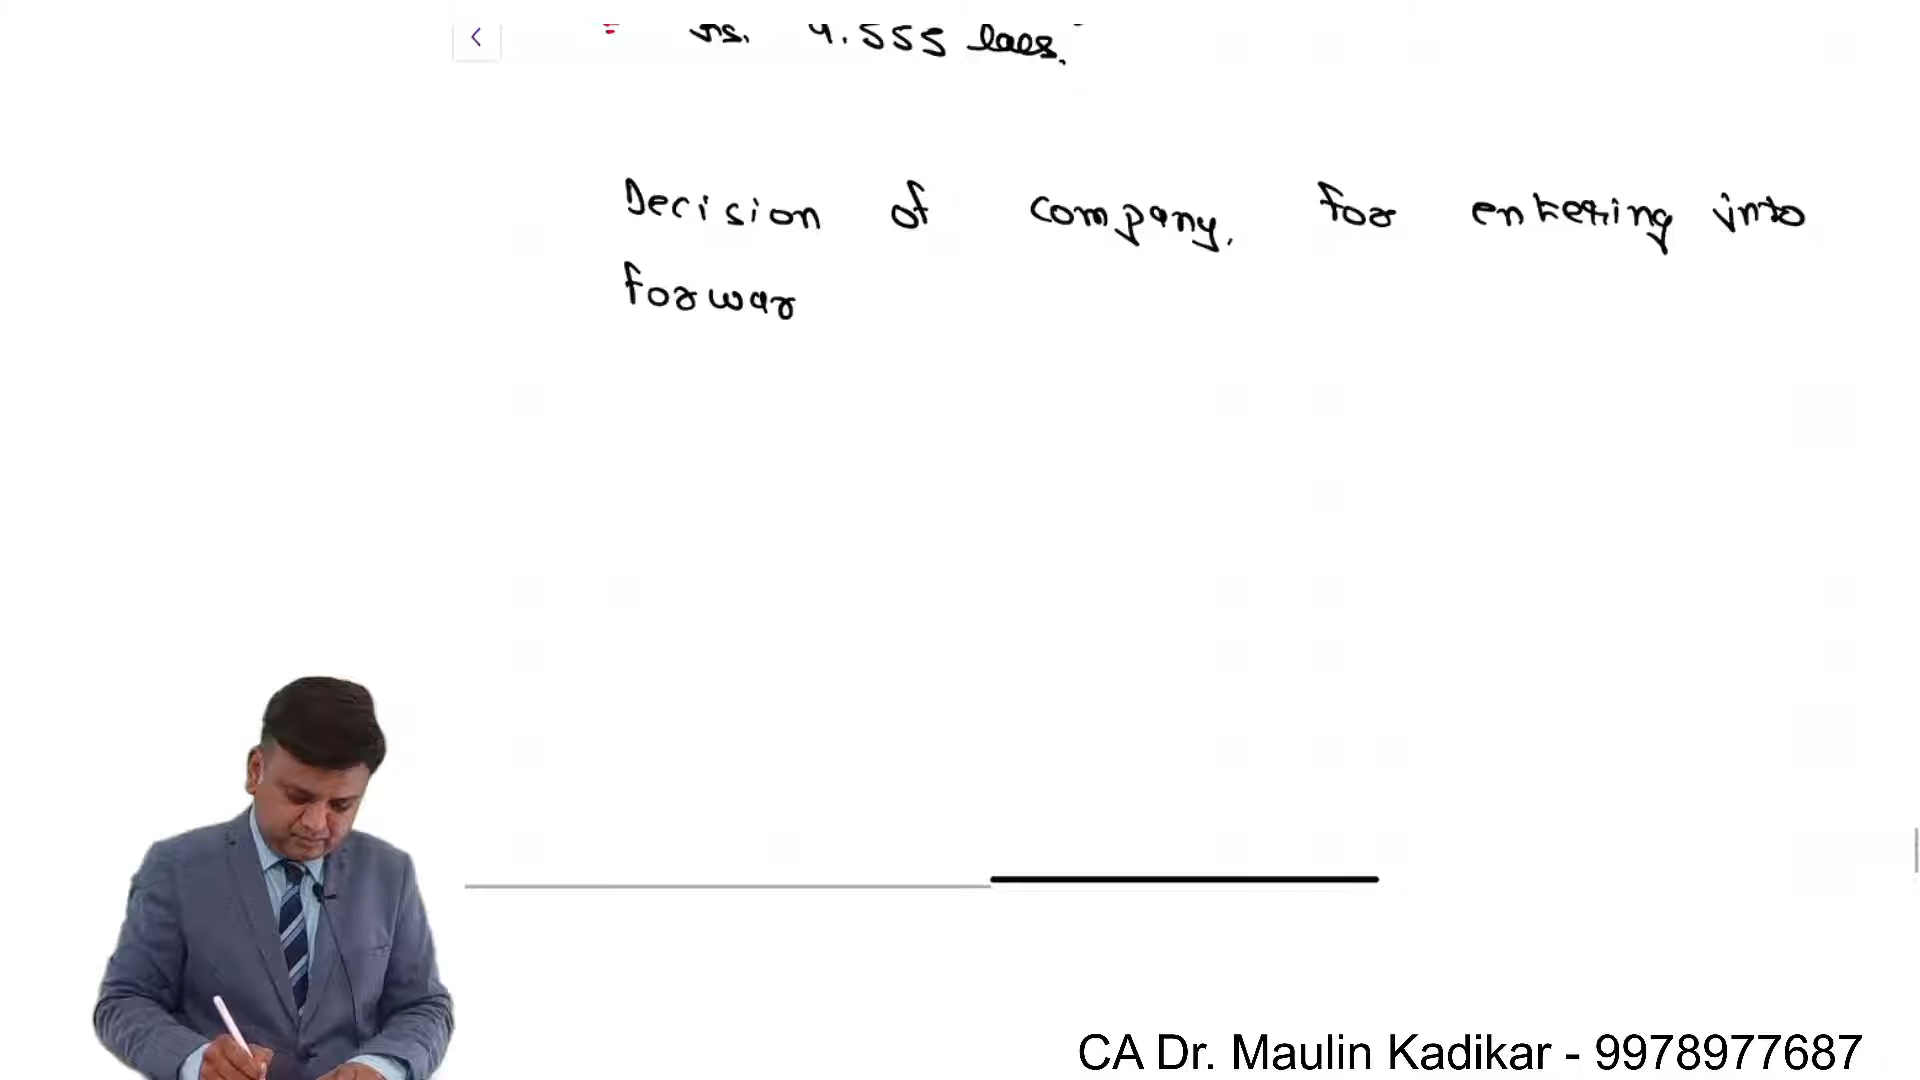 = rs. 4.555 lacs.
Decision of company, for entering into
forwar
CA Dr. Maulin Kadikar - 9978977687